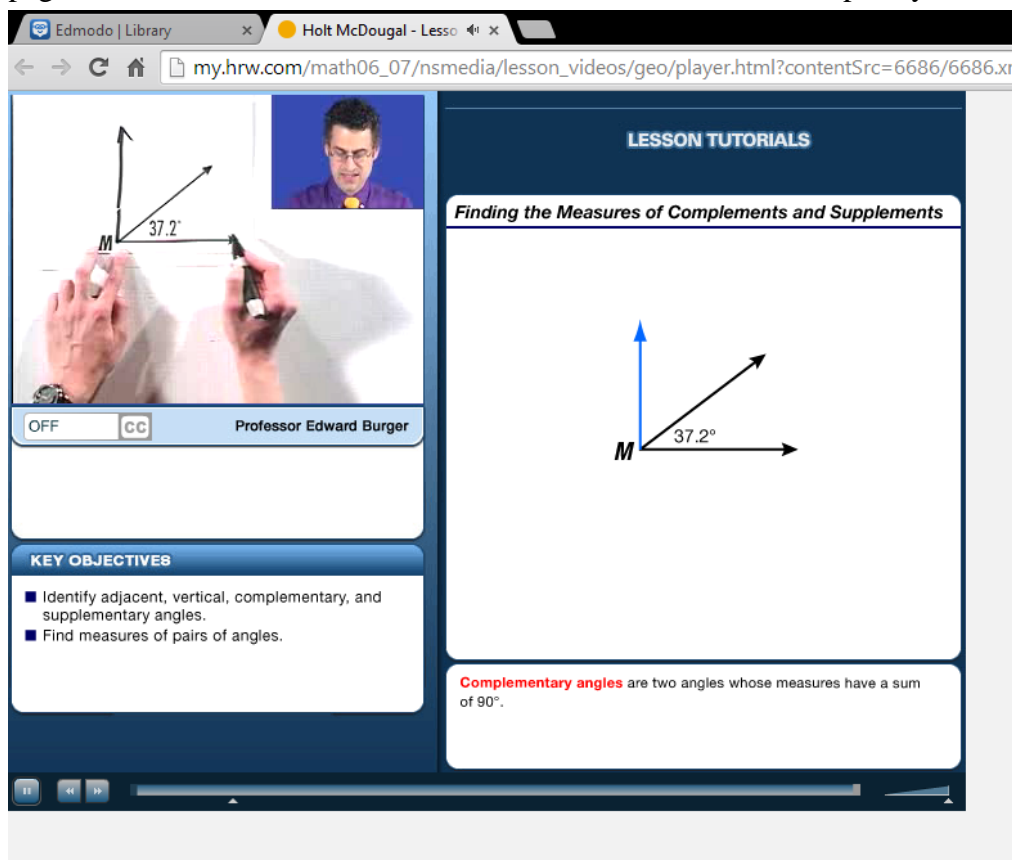 Edmodo | Library
Holt McDougal - Lesso
my.hrw.com/math06_07/nsmedia/lesson_videos/geo/player.html?contentSrc=6686/6686.x
37.2°
M
OFF
CC
Professor Edward Burger
KEY OBJECTIVES
Identify adjacent, vertical, complementary, and
supplementary angles.
Find measures of pairs of angles.
LESSON TUTORIALS
Finding the Measures of Complements and Supplements
37.2°
M
Complementary angles are two angles whose measures have a sum
of 90°.